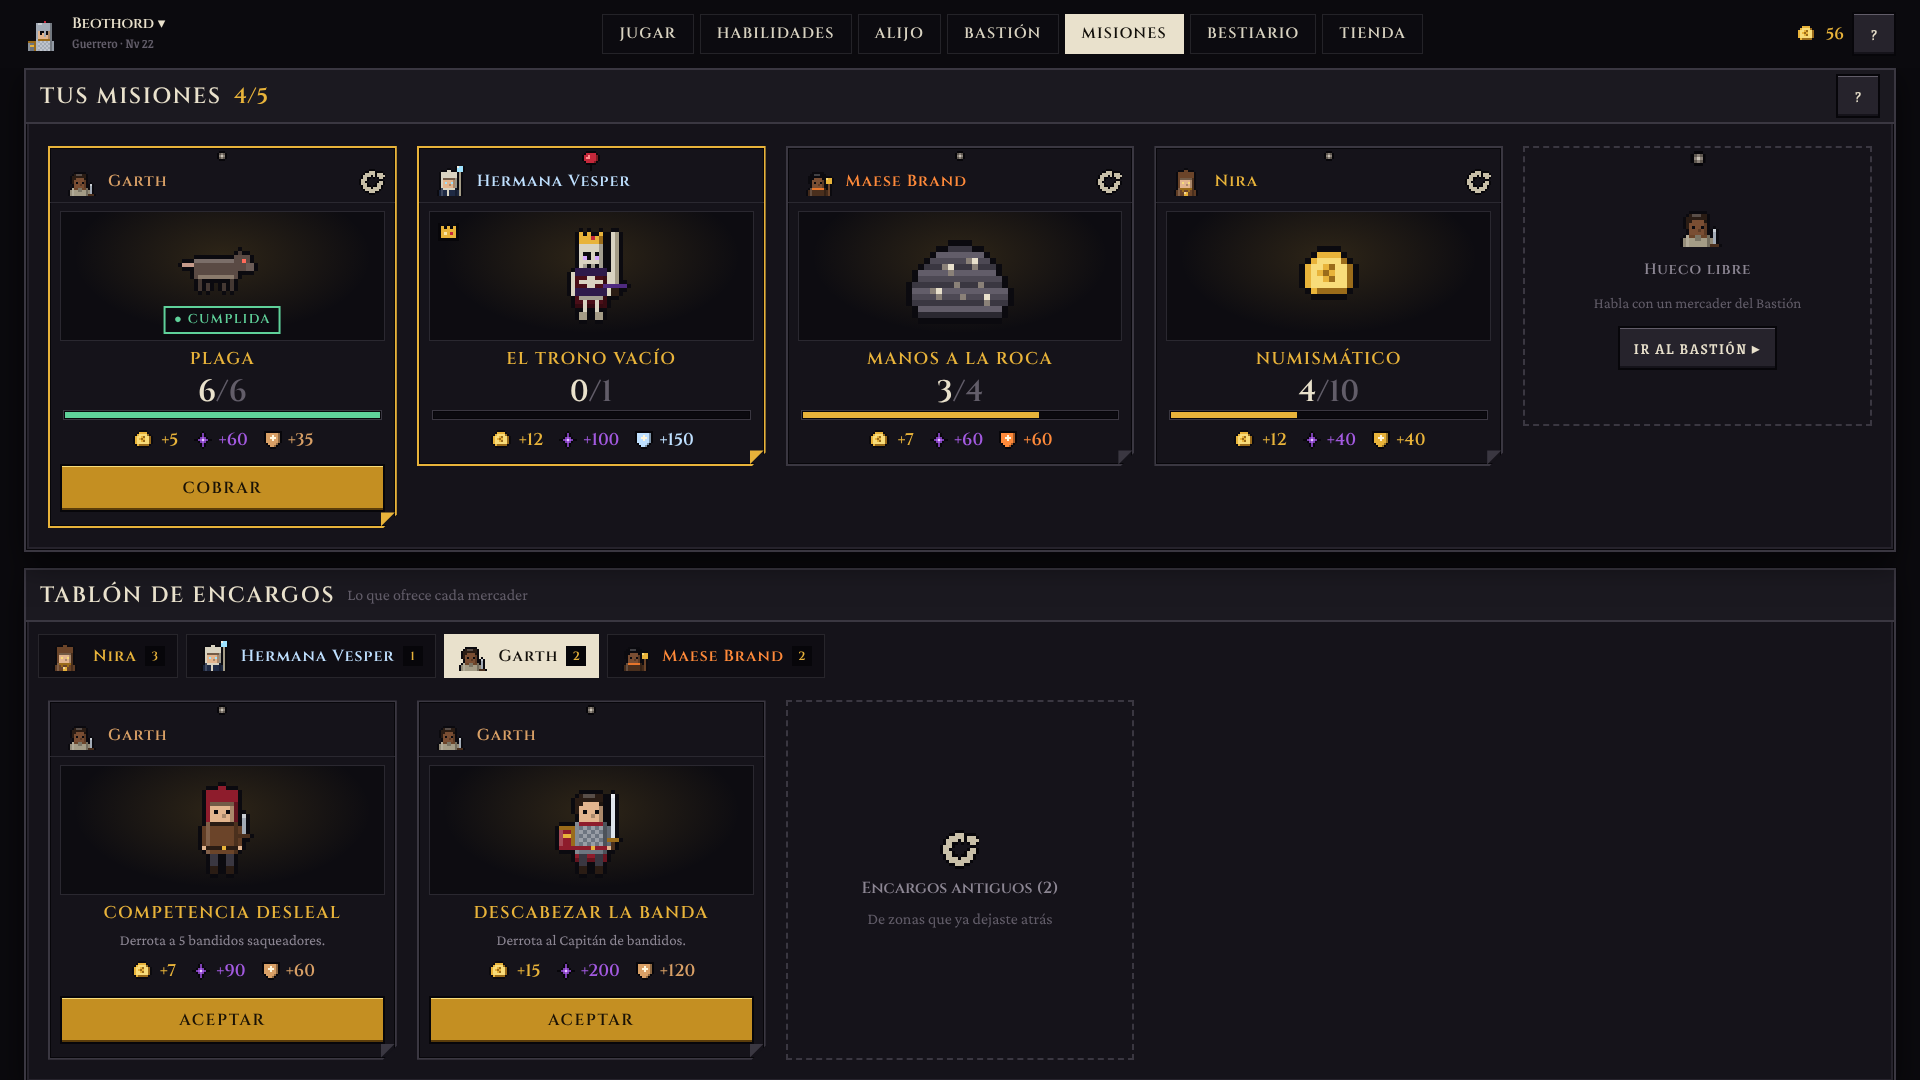 Beothord ▾
Guerrero · Nv 22
JUGAR
HABILIDADES
ALIJO
BASTIÓN
MISIONES
BESTIARIO
TIENDA
56
?
TUS MISIONES 4/5
?
Garth
● CUMPLIDA
PLAGA
6/6
+5 +60 +35
COBRAR
Hermana Vesper
EL TRONO VACÍO
0/1
+12 +100 +150
Maese Brand
MANOS A LA ROCA
3/4
+7 +60 +60
Nira
NUMISMÁTICO
4/10
+12 +40 +40
Hueco libre
Habla con un mercader del Bastión
IR AL BASTIÓN ▸
TABLÓN DE ENCARGOS Lo que ofrece cada mercader
Nira 3
Hermana Vesper 1
Garth 2
Maese Brand 2
Garth
COMPETENCIA DESLEAL
Derrota a 5 bandidos saqueadores.
+7 +90 +60
ACEPTAR
Garth
DESCABEZAR LA BANDA
Derrota al Capitán de bandidos.
+15 +200 +120
ACEPTAR
Encargos antiguos (2)
De zonas que ya dejaste atrás